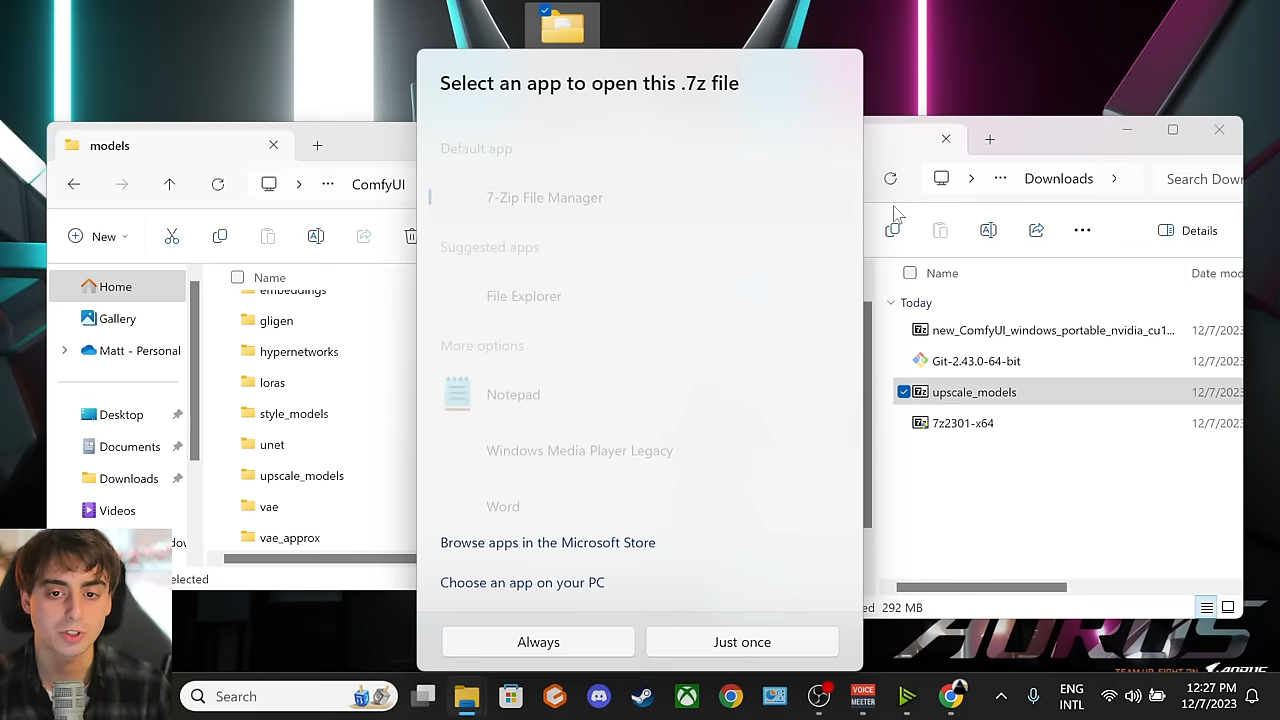 Select an app to open this .7z file
Default app
7-Zip File Manager
Suggested apps
File Explorer
More options
Notepad
Windows Media Player Legacy
Word
Browse apps in the Microsoft Store
Choose an app on your PC
Always
Just once
models
ComfyUI
New
Name
Home
Gallery
Matt - Personal
Desktop
Documents
Downloads
Videos
embeddings
gligen
hypernetworks
loras
style_models
unet
upscale_models
vae
vae_approx
elected
Downloads
Search Dow
Details
Name
Date mod
Today
new_ComfyUI_windows_portable_nvidia_cu1...
12/7/2023
Git-2.43.0-64-bit
12/7/2023
upscale_models
12/7/2023
7z2301-x64
12/7/2023
ed 292 MB
Search
VOICE
MEETER
ENG
INTL
12:27 PM
12/7/2023